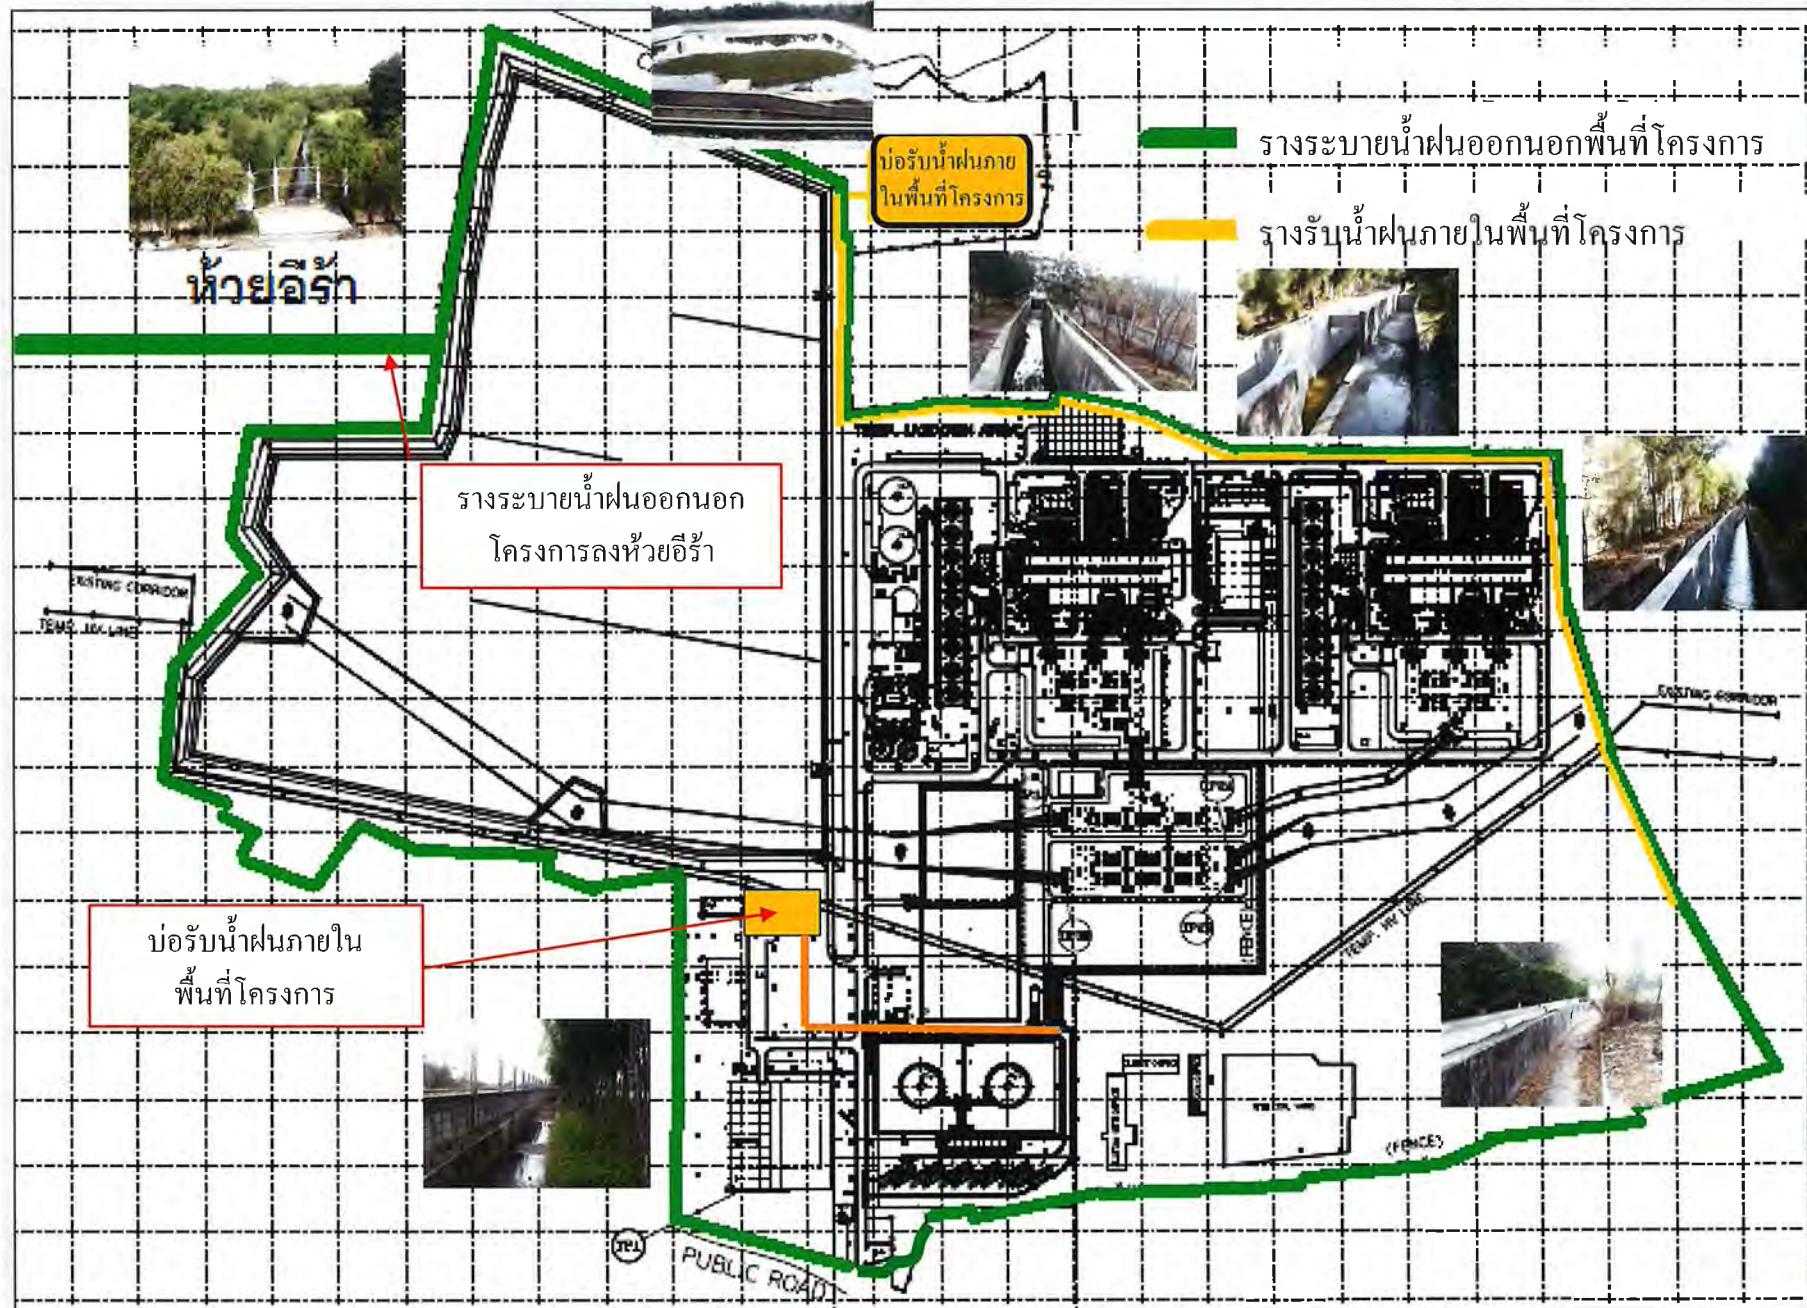 บ่อรับน้ำฝนภาย
ในพื้นที่โครงการ
รางระบายน้ำฝนออกนอกพื้นที่โครงการ
รางรับน้ำฝนภายในพื้นที่โครงการ
ห้วยอีร้า
รางระบายน้ำฝนออกนอก
โครงการลงห้วยอีร้า
EXISTING CORRIDOR
TEMP. HV LINE
EXISTING CORRIDOR
TEMP. HV LINE
(FENCE)
บ่อรับน้ำฝนภายใน
พื้นที่โครงการ
(FENCE)
PUBLIC ROAD